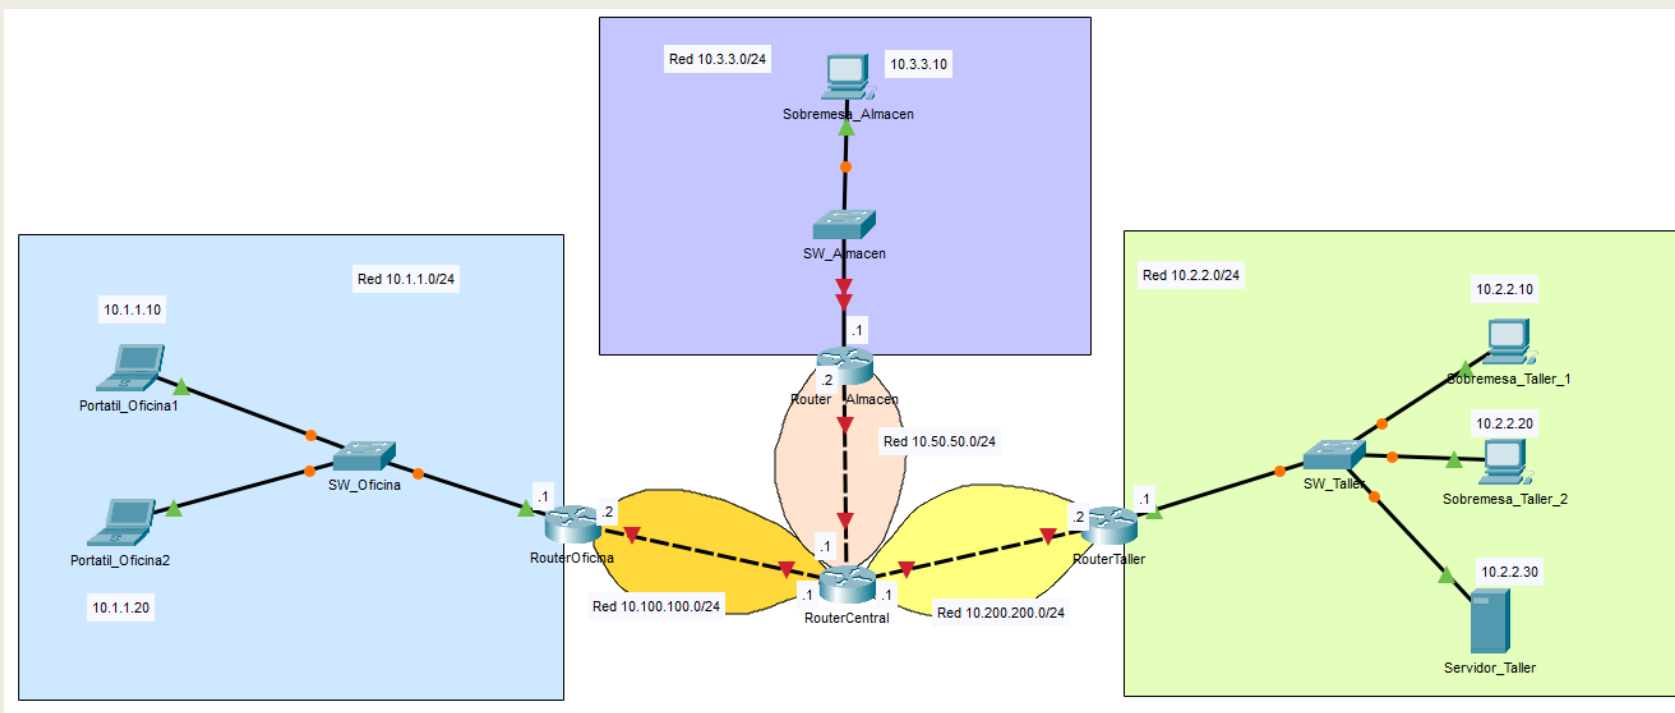 Red 10.3.3.0/24
10.3.3.10
Sobremesa_Almacen
SW_Almacen
.1
.2
Router_Almacen
Red 10.50.50.0/24
Red 10.1.1.0/24
10.1.1.10
Portatil_Oficina1
SW_Oficina
Portatil_Oficina2
10.1.1.20
.1
.2
RouterOficina
Red 10.100.100.0/24
.1
.1
.1
RouterCentral
Red 10.200.200.0/24
.2
.1
RouterTaller
Red 10.2.2.0/24
10.2.2.10
Sobremesa_Taller_1
10.2.2.20
SW_Taller
Sobremesa_Taller_2
10.2.2.30
Servidor_Taller